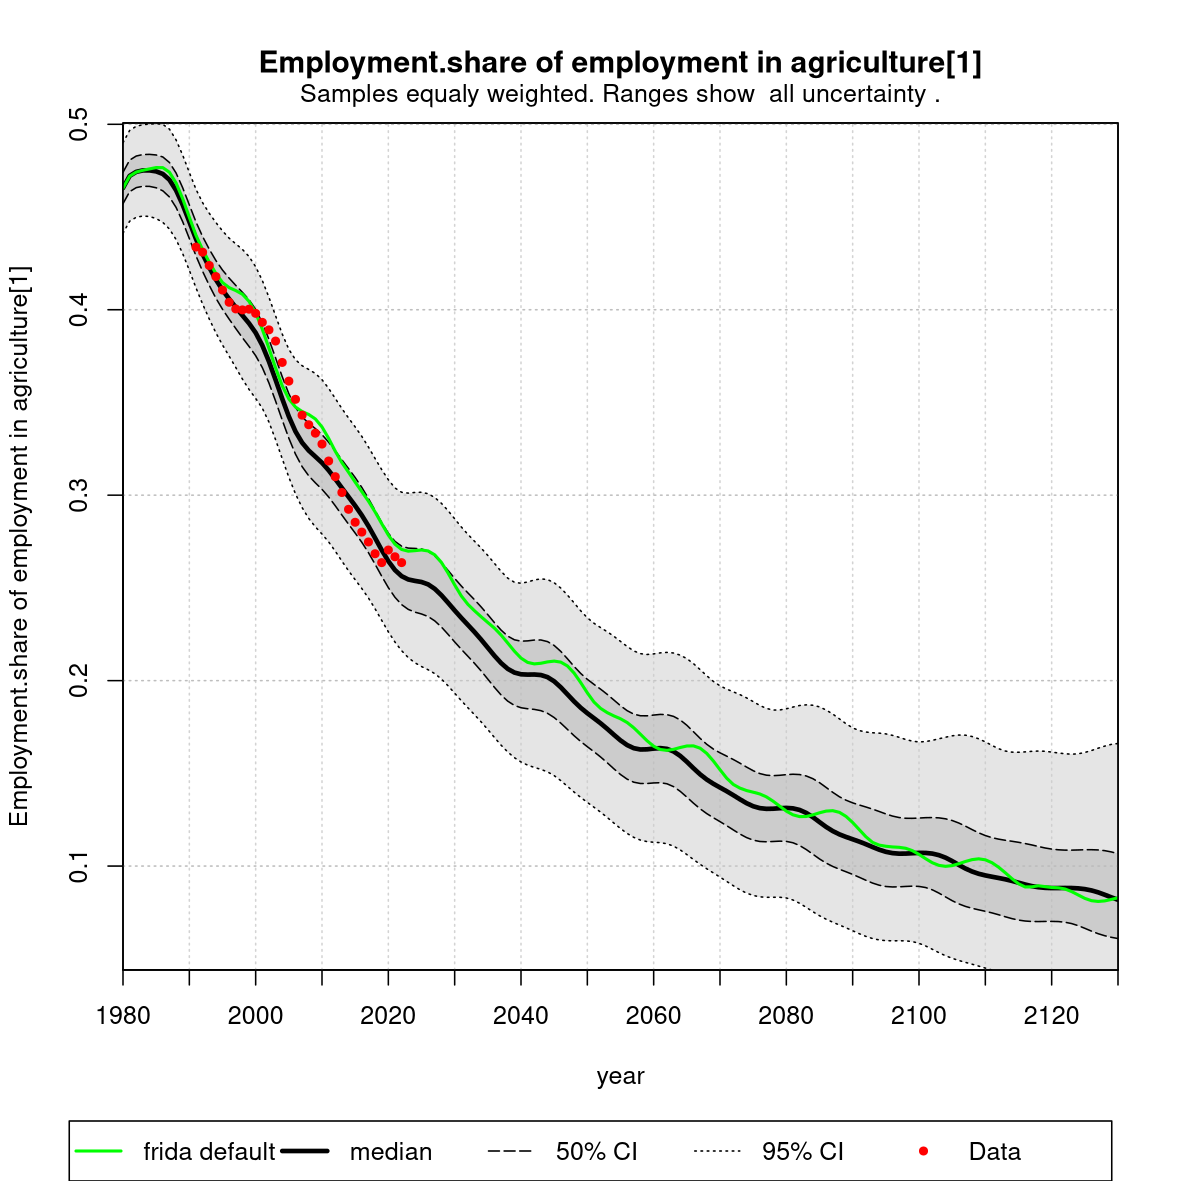 Employment.share of employment in agriculture[1]
Samples equaly weighted. Ranges show  all uncertainty .
Employment.share of employment in agriculture[1]
0.5
0.4
0.3
0.2
0.1
1980 2000 2020 2040 2060 2080 2100 2120
year
frida default median 50% CI 95% CI Data